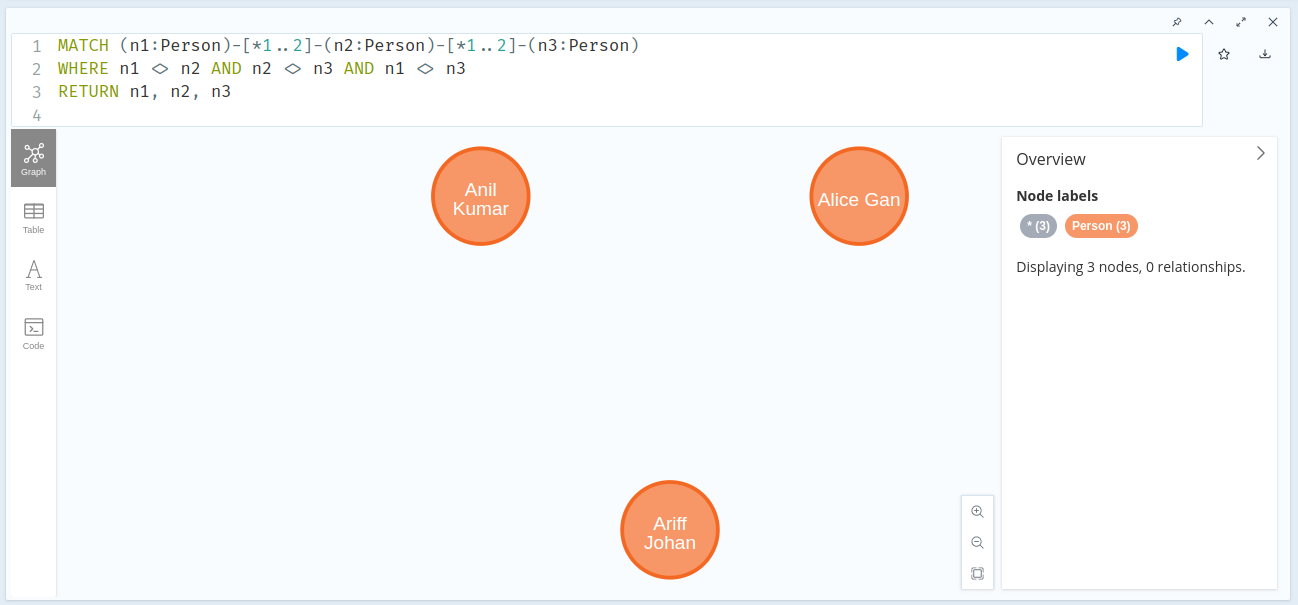 1 MATCH (n1:Person)-[*1..2]-(n2:Person)-[*1..2]-(n3:Person)
2 WHERE n1 <> n2 AND n2 <> n3 AND n1 <> n3
3 RETURN n1, n2, n3
4
Graph
Table
Text
Code
Anil
Kumar
Alice Gan
Ariff
Johan
Overview
Node labels
* (3) Person (3)
Displaying 3 nodes, 0 relationships.